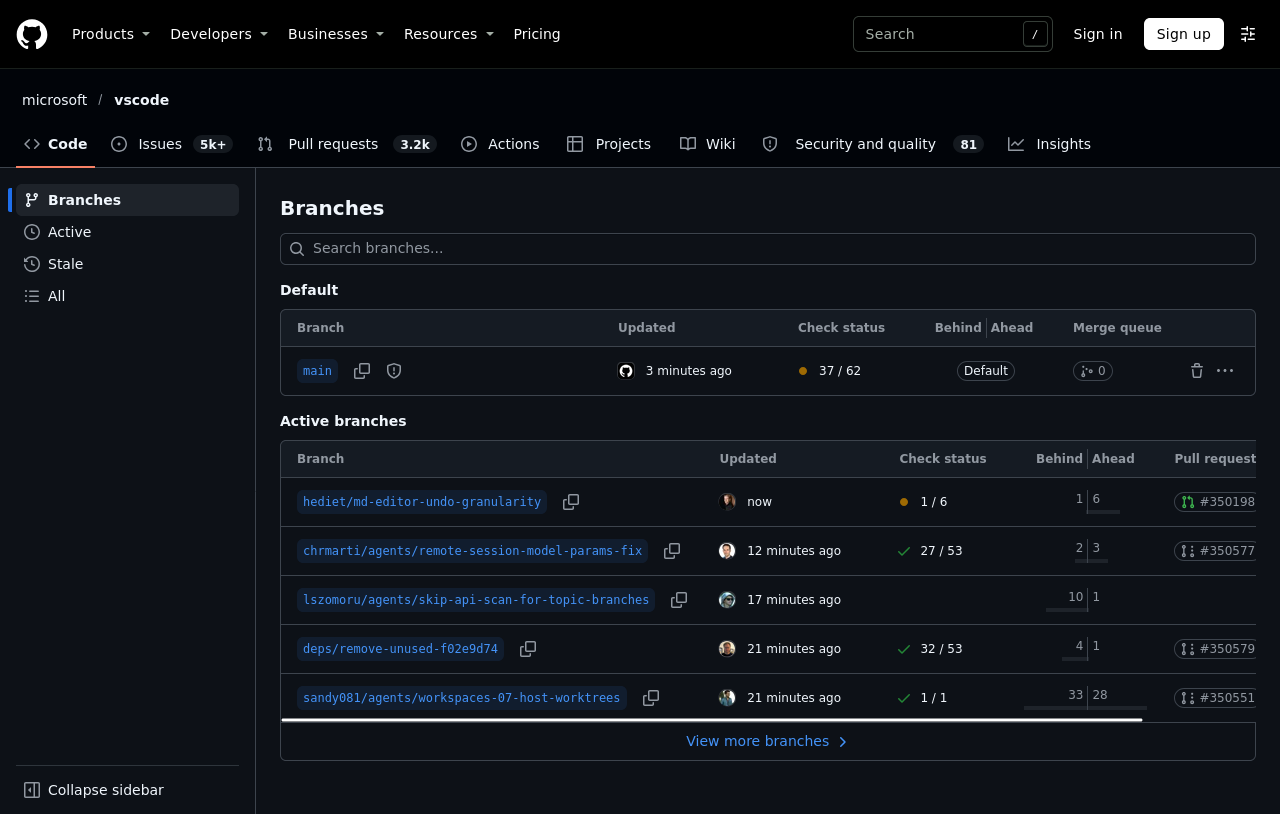 Products Developers Businesses Resources Pricing Search / Sign in Sign up
microsoft / vscode
Code Issues 5k+ Pull requests 3.2k Actions Projects Wiki Security and quality 81 Insights
Branches
Active
Stale
All
Collapse sidebar
Branches
Search branches...
Default
Branch Updated Check status Behind Ahead Merge queue
main 3 minutes ago 37 / 62 Default 0
Active branches
Branch Updated Check status Behind Ahead Pull request
hediet/md-editor-undo-granularity now 1 / 6 1 6 #350198
chrmarti/agents/remote-session-model-params-fix 12 minutes ago 27 / 53 2 3 #350577
lszomoru/agents/skip-api-scan-for-topic-branches 17 minutes ago 10 1
deps/remove-unused-f02e9d74 21 minutes ago 32 / 53 4 1 #350579
sandy081/agents/workspaces-07-host-worktrees 21 minutes ago 1 / 1 33 28 #350551
View more branches